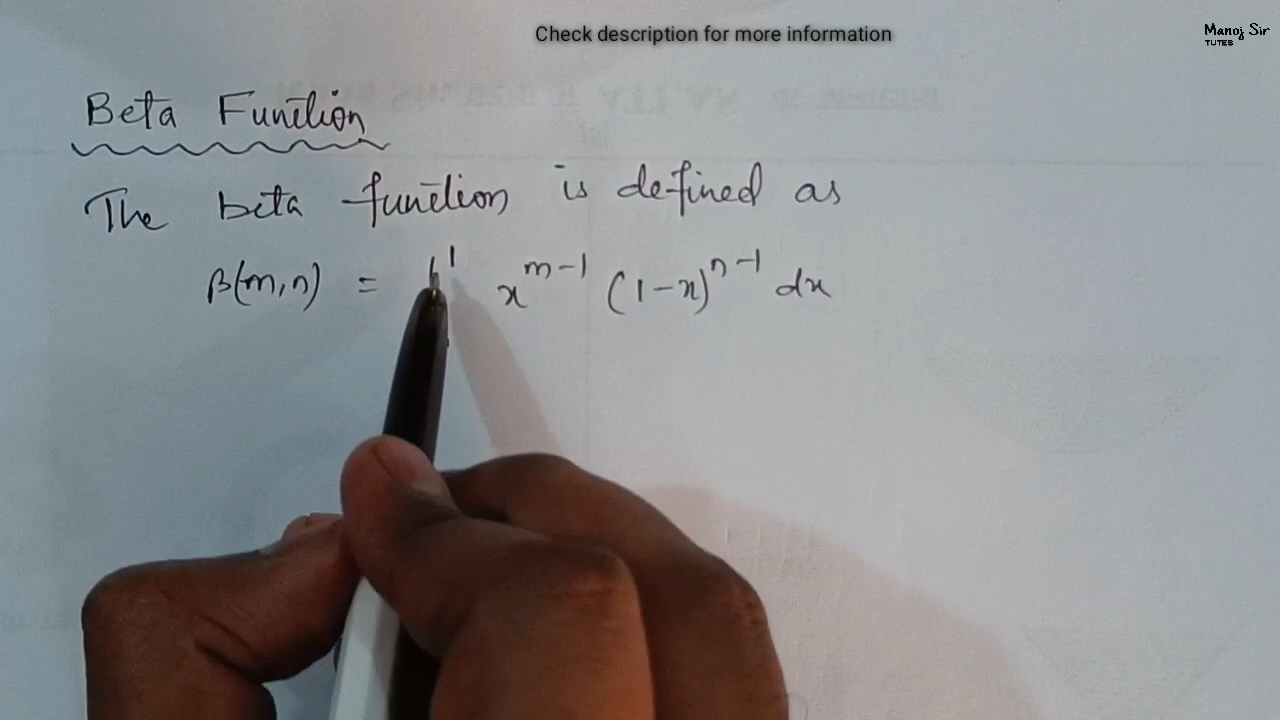 Check description for more information
Manoj Sir
TUTES
Beta Function
The beta function is defined as
β(m,n) = ∫¹ x^{m-1} (1-x)^{n-1} dx